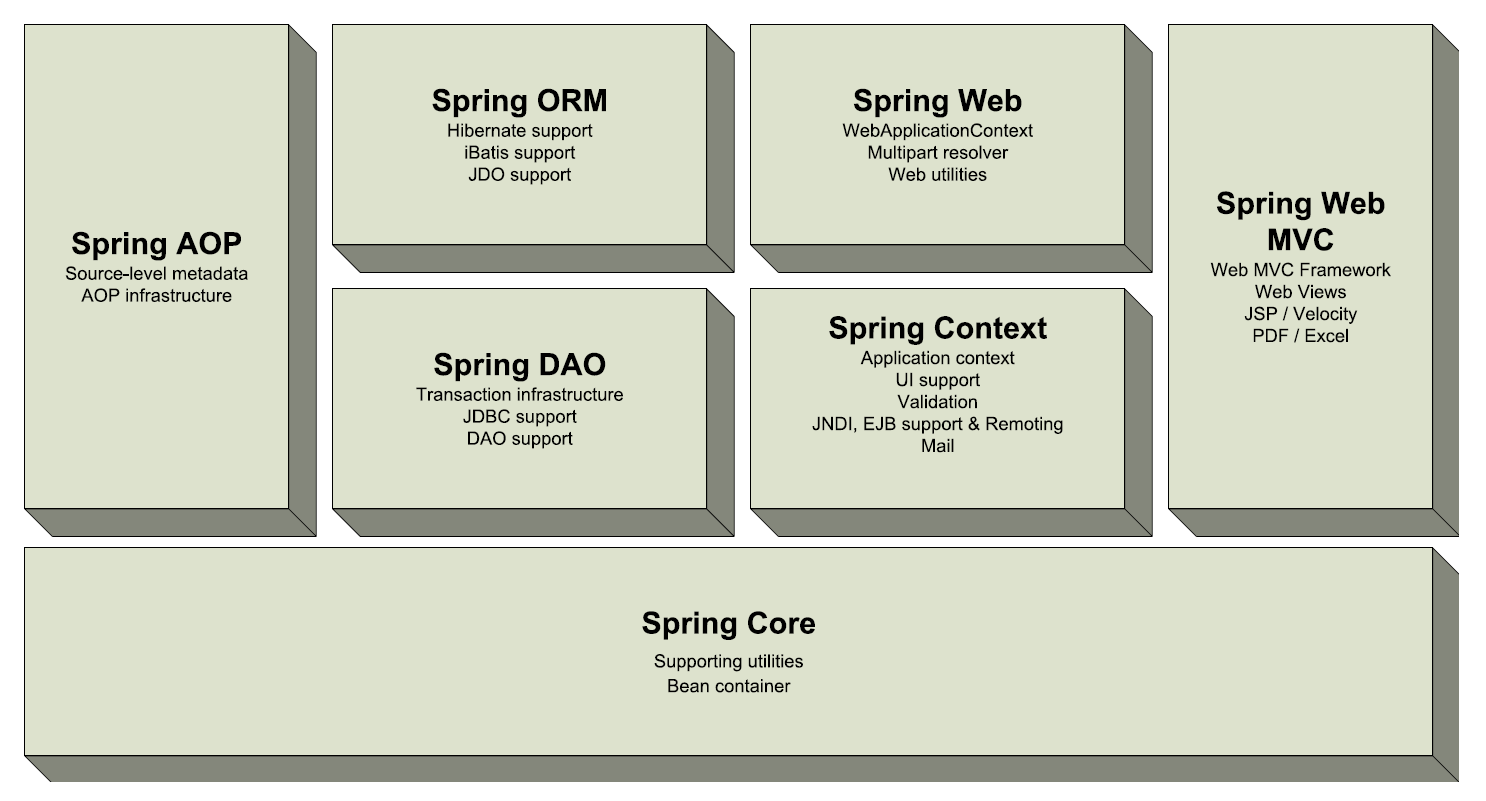 Spring AOP
Source-level metadata
AOP infrastructure
Spring ORM
Hibernate support
iBatis support
JDO support
Spring Web
WebApplicationContext
Multipart resolver
Web utilities
Spring Web
MVC
Web MVC Framework
Web Views
JSP / Velocity
PDF / Excel
Spring DAO
Transaction infrastructure
JDBC support
DAO support
Spring Context
Application context
UI support
Validation
JNDI, EJB support & Remoting
Mail
Spring Core
Supporting utilities
Bean container